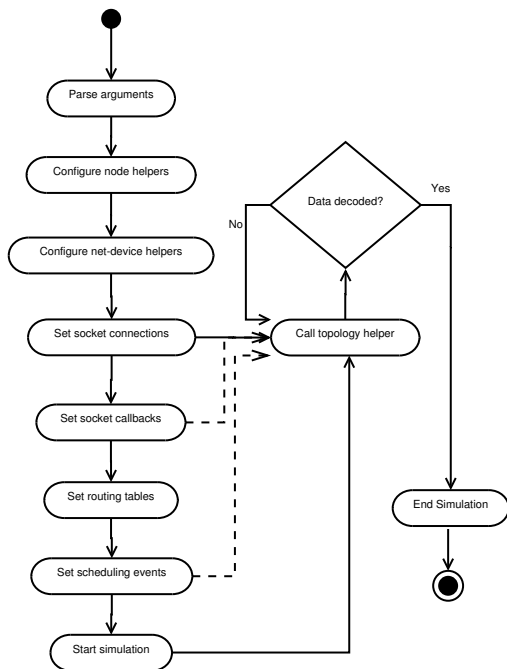 Parse arguments
Configure node helpers
Configure net-device helpers
Set socket connections
Set socket callbacks
Set routing tables
Set scheduling events
Start simulation
Data decoded?
Yes
No
Call topology helper
End Simulation